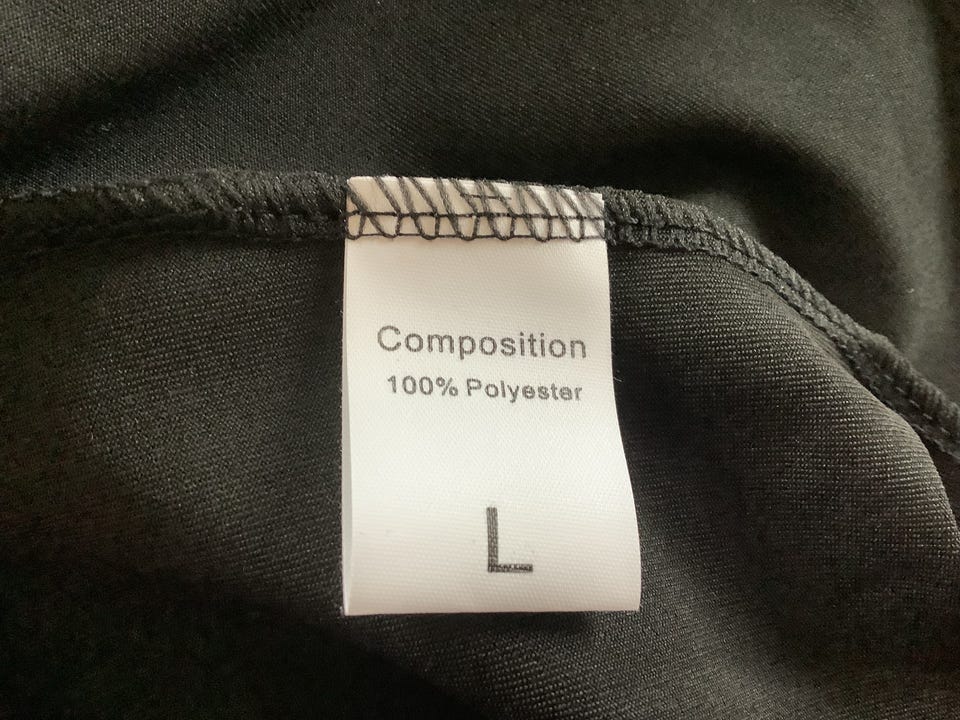 Composition
100% Polyester
L